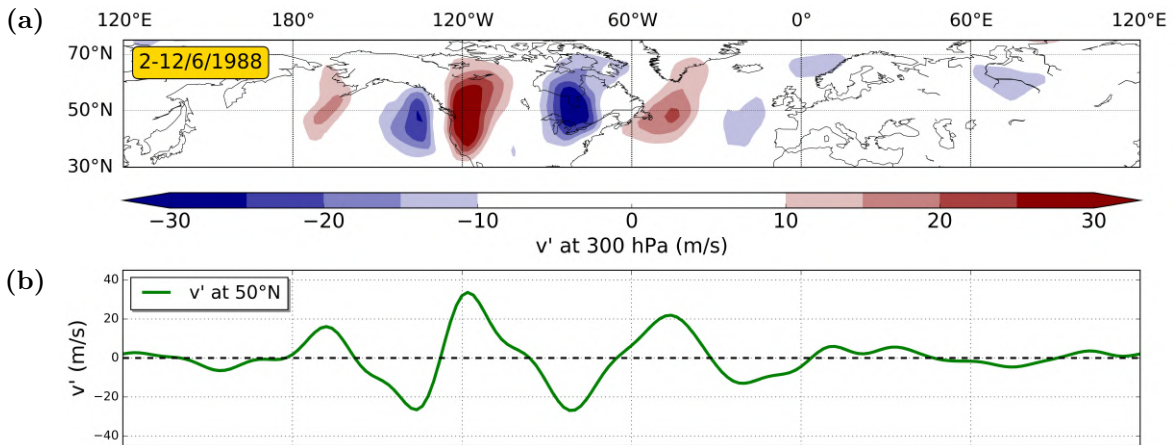 120°E 180° 120°W 60°W 0° 60°E 120°E
(a)
2-12/6/1988
70°N
50°N
30°N
−30 −20 −10 0 10 20 30
v' at 300 hPa (m/s)
(b)
v' at 50°N
40
20
0
−20
−40
v' (m/s)